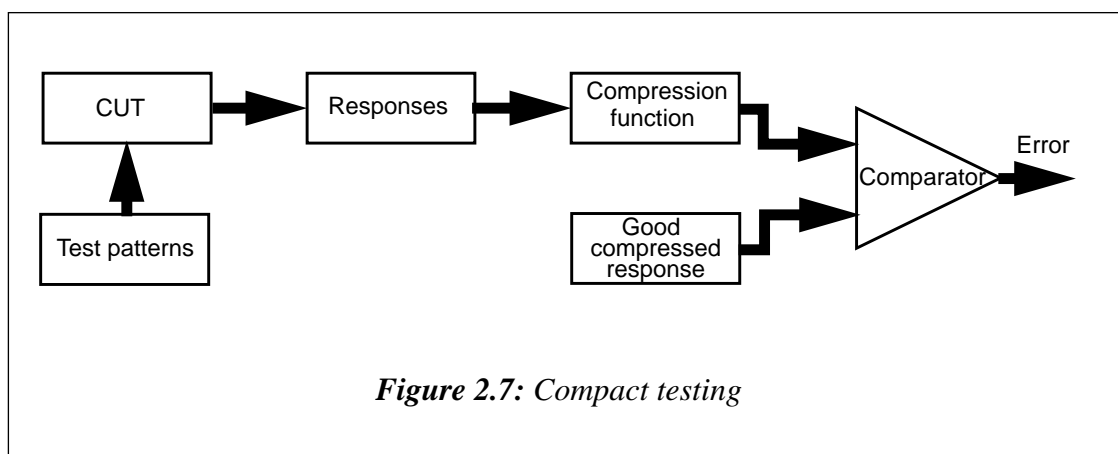 CUT
Responses
Compression
function
Test patterns
Good
compressed
response
Comparator
Error
Figure 2.7: Compact testing